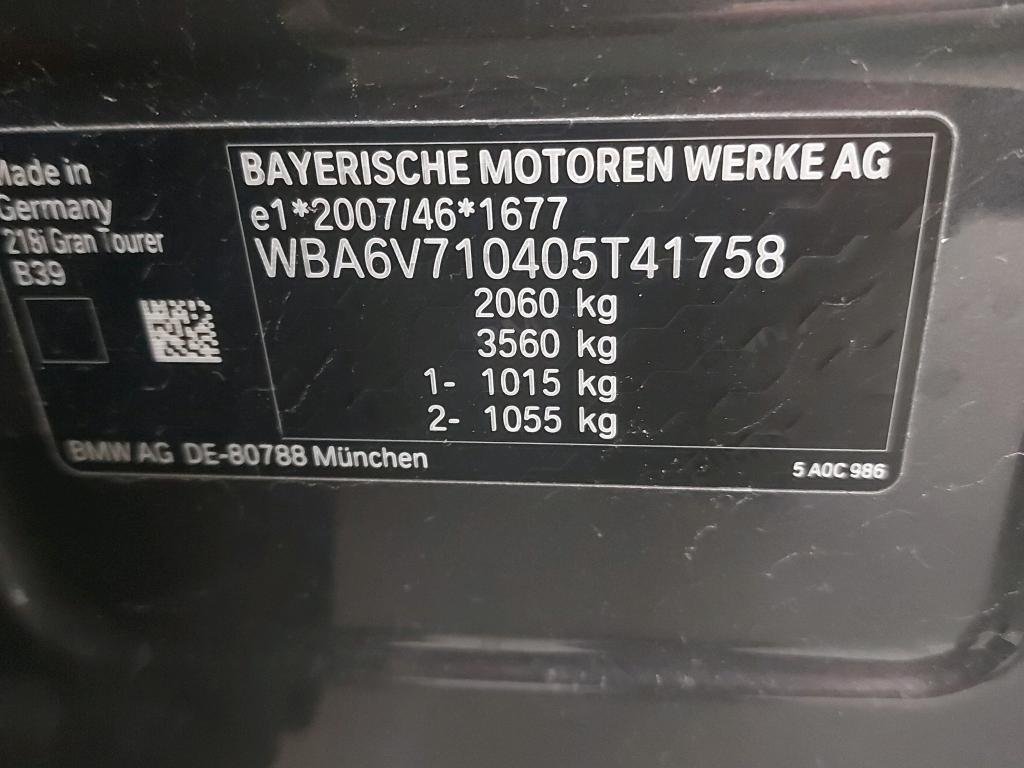 Made in
Germany
218i Gran Tourer
B39
BAYERISCHE MOTOREN WERKE AG
e1*2007/46*1677
WBA6V710405T41758
2060 kg
3560 kg
1- 1015 kg
2- 1055 kg
BMW AG DE-80788 München
5 A0C 986